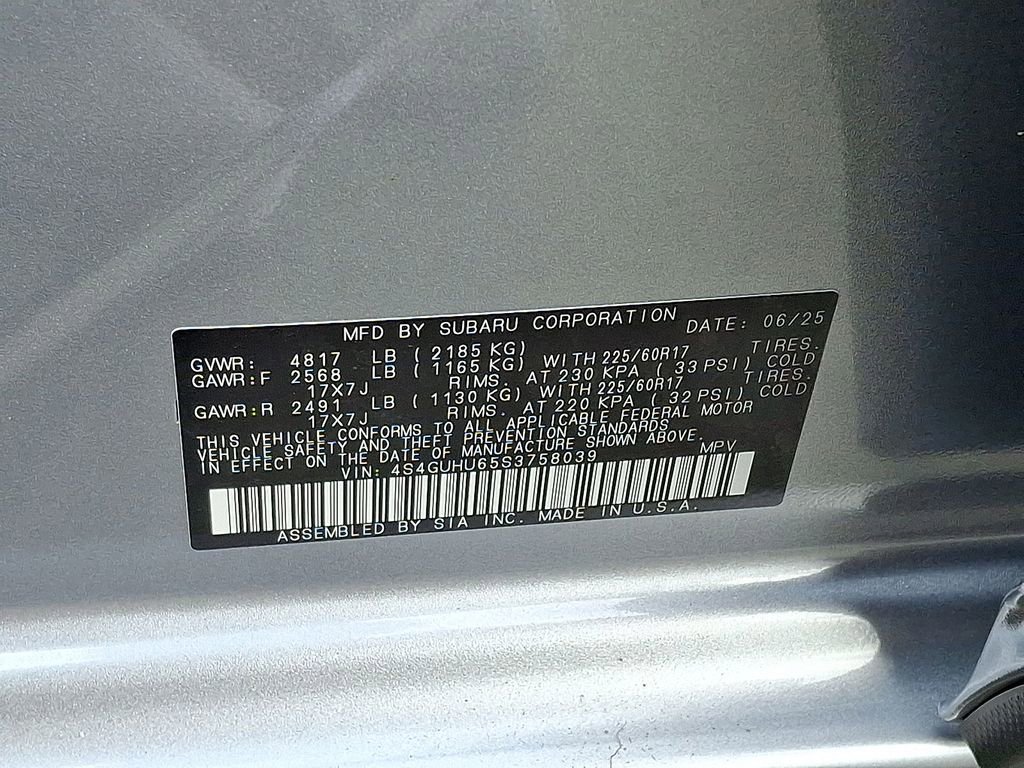 MFD BY SUBARU CORPORATION DATE: 06/25
GVWR: 4817 LB ( 2185 KG)
GAWR:F 2568 LB ( 1165 KG) WITH 225/60R17 TIRES.
17X7J RIMS. AT 230 KPA ( 33 PSI) COLD
GAWR:R 2491 LB ( 1130 KG) WITH 225/60R17 TIRES.
17X7J RIMS. AT 220 KPA ( 32 PSI) COLD
THIS VEHICLE CONFORMS TO ALL APPLICABLE FEDERAL MOTOR
VEHICLE SAFETY AND THEFT PREVENTION STANDARDS
IN EFFECT ON THE DATE OF MANUFACTURE SHOWN ABOVE.
VIN: 4S4GUHU65S3758039 MPV
ASSEMBLED BY SIA INC. MADE IN U.S.A.